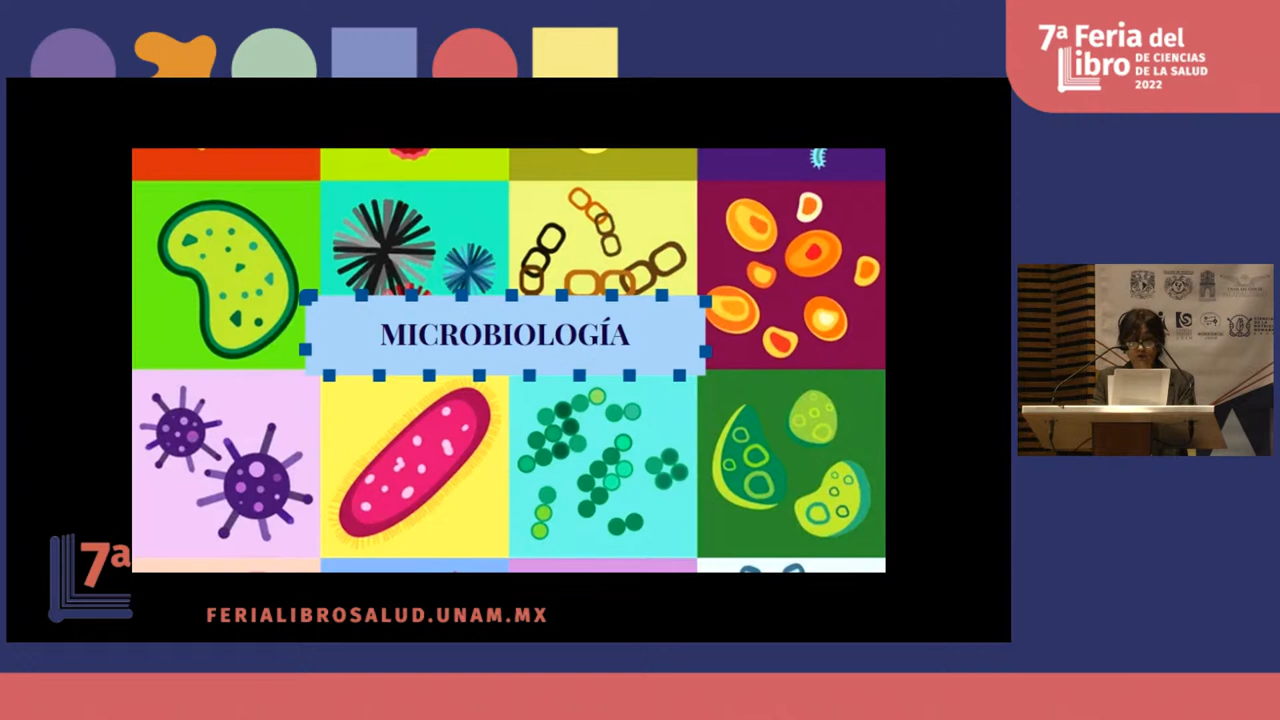 7ª Feria del
Libro DE CIENCIAS
DE LA SALUD
2022
MICROBIOLOGÍA
7ª
FERIALIBROSALUD.UNAM.MX